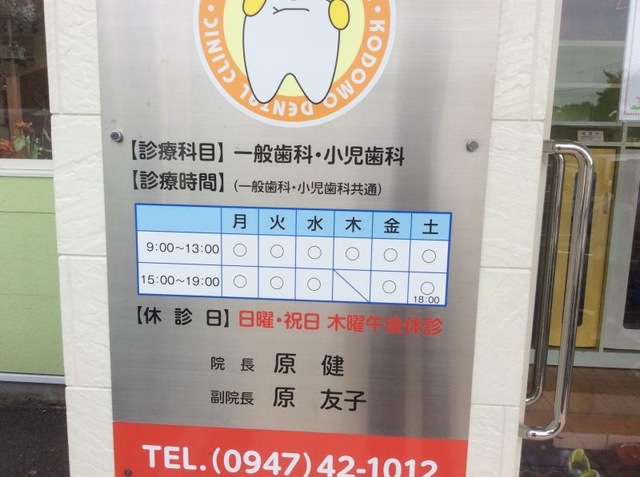 KODOMO DENTAL CLINIC
【診療科目】一般歯科・小児歯科
【診療時間】(一般歯科・小児歯科共通)
月 火 水 木 金 土
9:00~13:00 ○ ○ ○ ○ ○ ○
15:00~19:00 ○ ○ ○ ○ ○
18:00
【休診日】日曜・祝日 木曜午後休診
院長 原 健
副院長 原 友子
TEL.(0947)42-1012